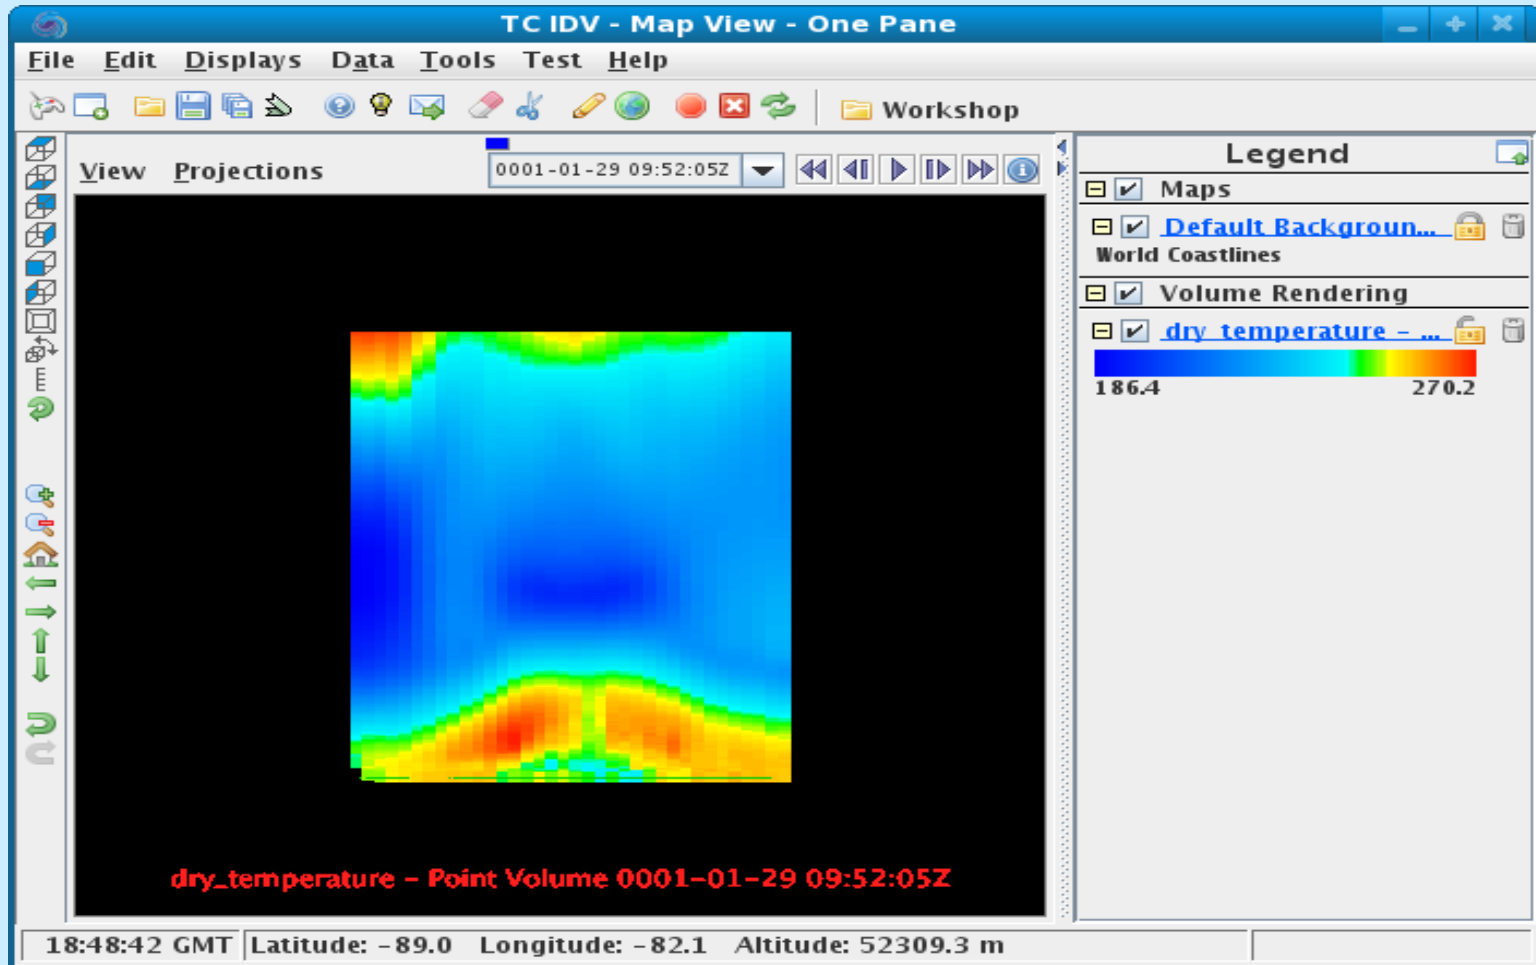 TC IDV - Map View - One Pane
File Edit Displays Data Tools Test Help
Workshop
View Projections 0001-01-29 09:52:05Z
Legend
Maps
Default Backgroun...
World Coastlines
Volume Rendering
dry_temperature - ...
186.4 270.2
dry_temperature - Point Volume 0001-01-29 09:52:05Z
18:48:42 GMT Latitude: -89.0 Longitude: -82.1 Altitude: 52309.3 m